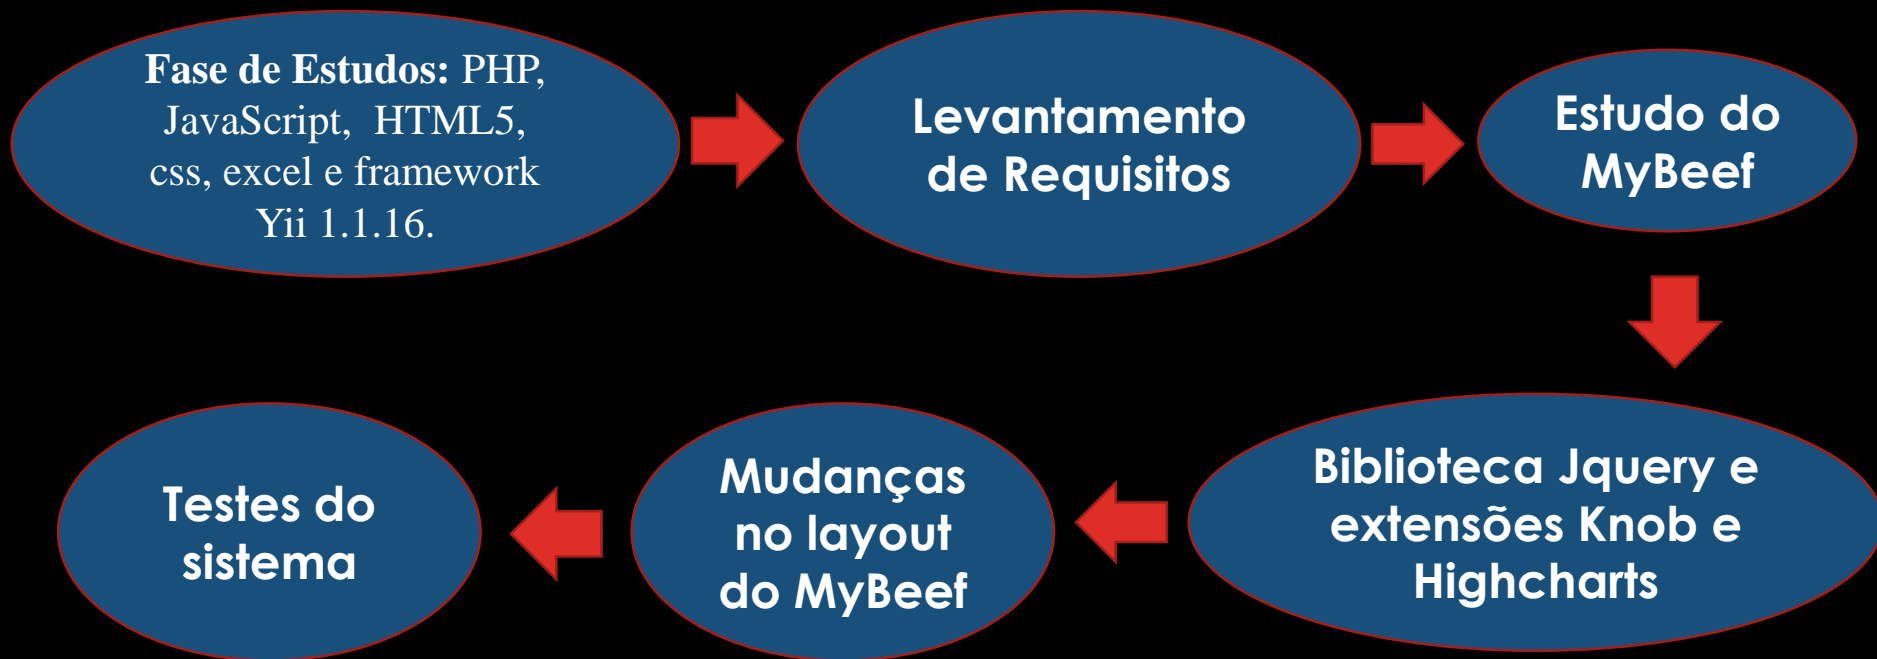 Fase de Estudos: PHP,
JavaScript, HTML5,
css, excel e framework
Yii 1.1.16.
Levantamento
de Requisitos
Estudo do
MyBeef
Biblioteca Jquery e
extensões Knob e
Highcharts
Mudanças
no layout
do MyBeef
Testes do
sistema